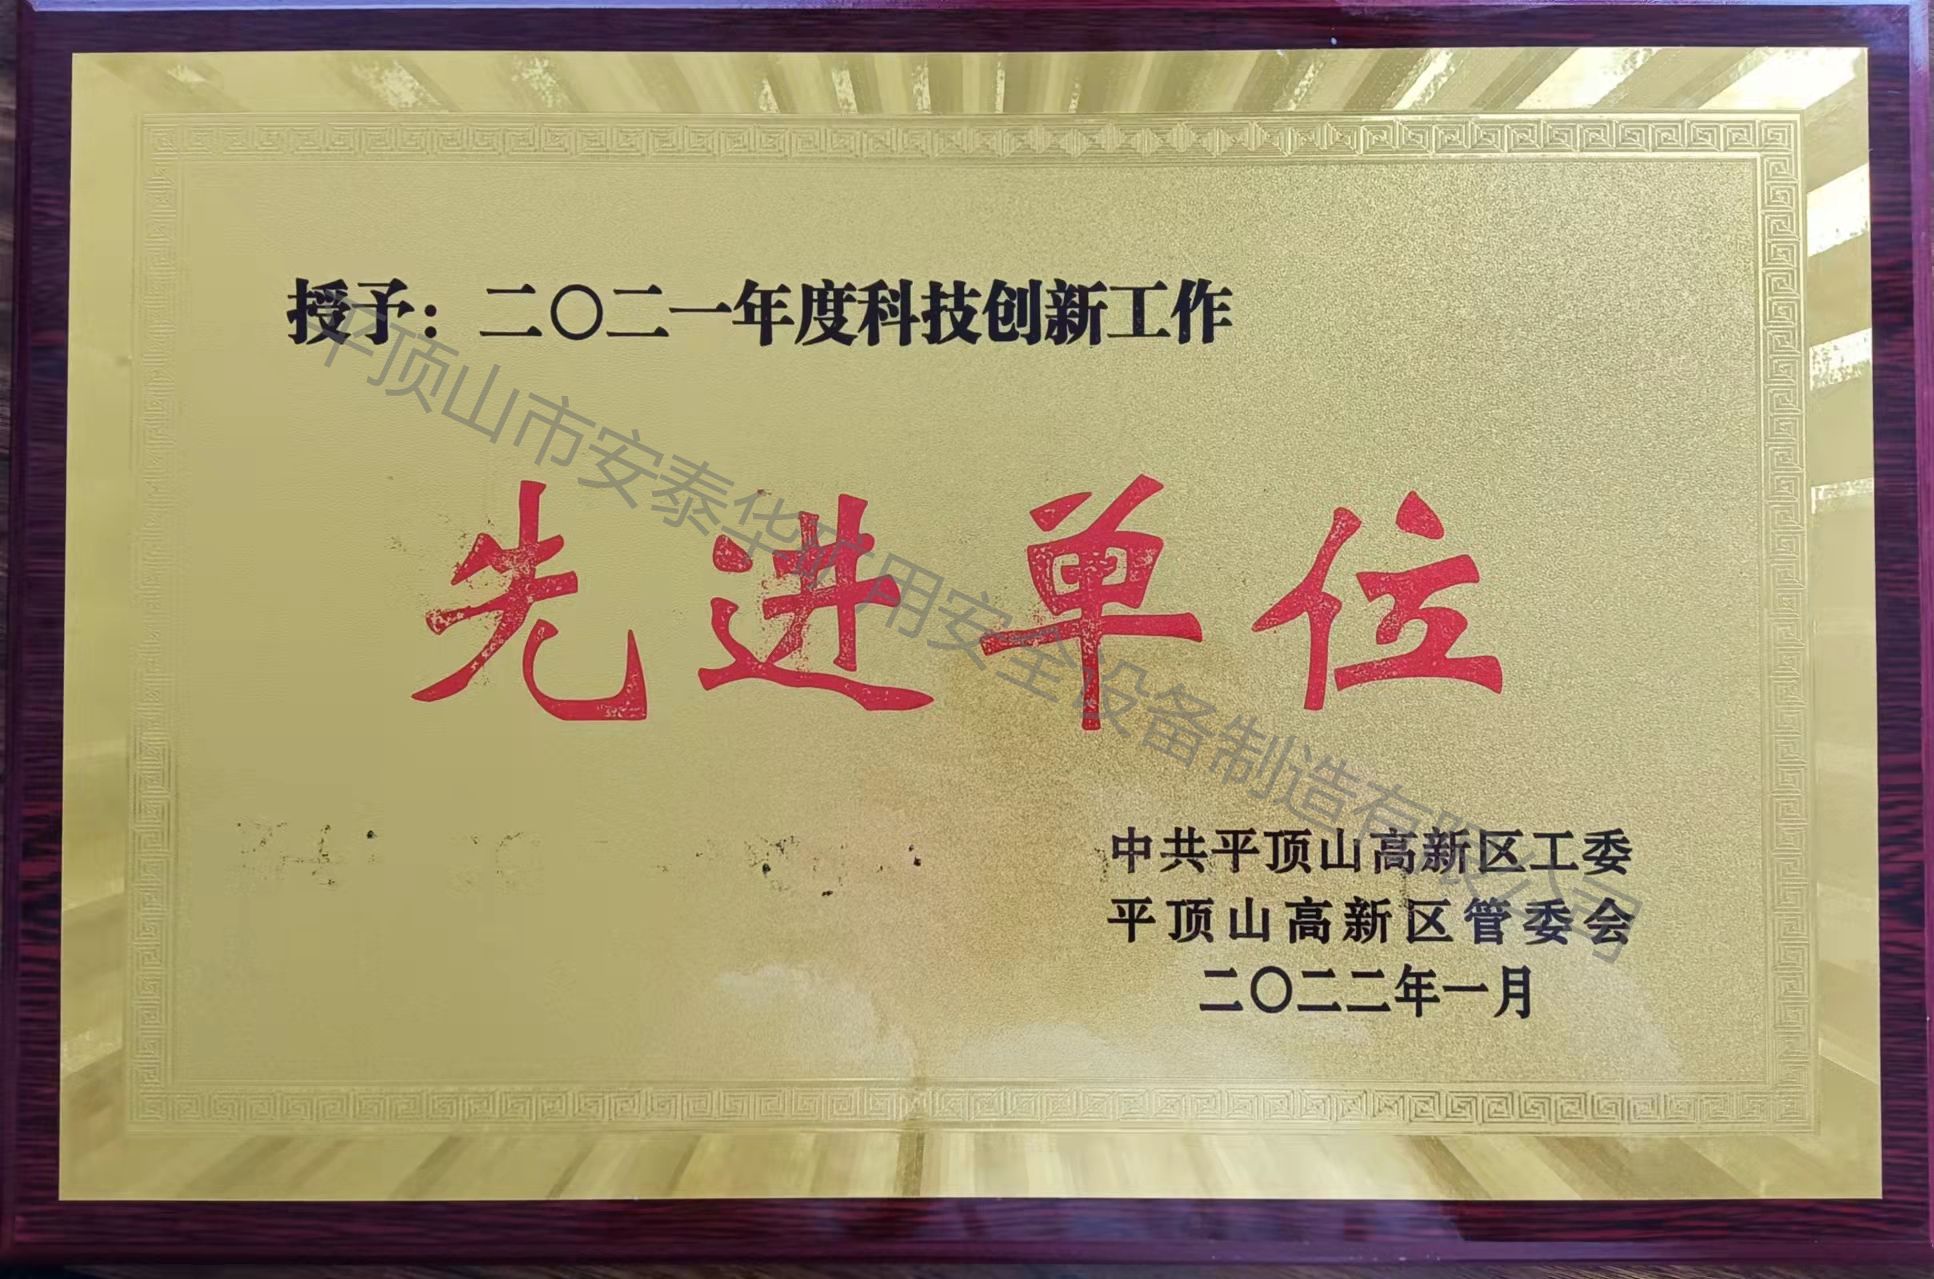 授予：二〇二一年度科技创新工作
先进单位
平顶山市安泰华矿用安全设备制造有限公司
中共平顶山高新区工委
平顶山高新区管委会
二〇二二年一月